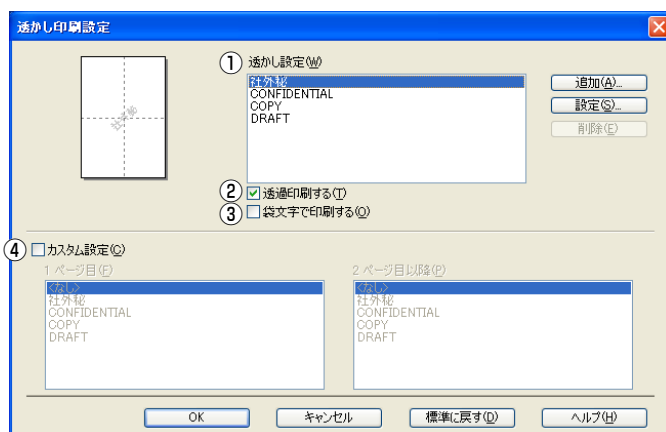 透かし印刷設定
① 透かし設定(W)
社外秘
CONFIDENTIAL
COPY
DRAFT
追加(A)...
設定(S)...
削除(E)
社外秘
② 透過印刷する(T)
③ 袋文字で印刷する(O)
④ カスタム設定(C)
1 ページ目(F)
<なし>
社外秘
CONFIDENTIAL
COPY
DRAFT
2 ページ目以降(P)
<なし>
社外秘
CONFIDENTIAL
COPY
DRAFT
OK
キャンセル
標準に戻す(D)
ヘルプ(H)